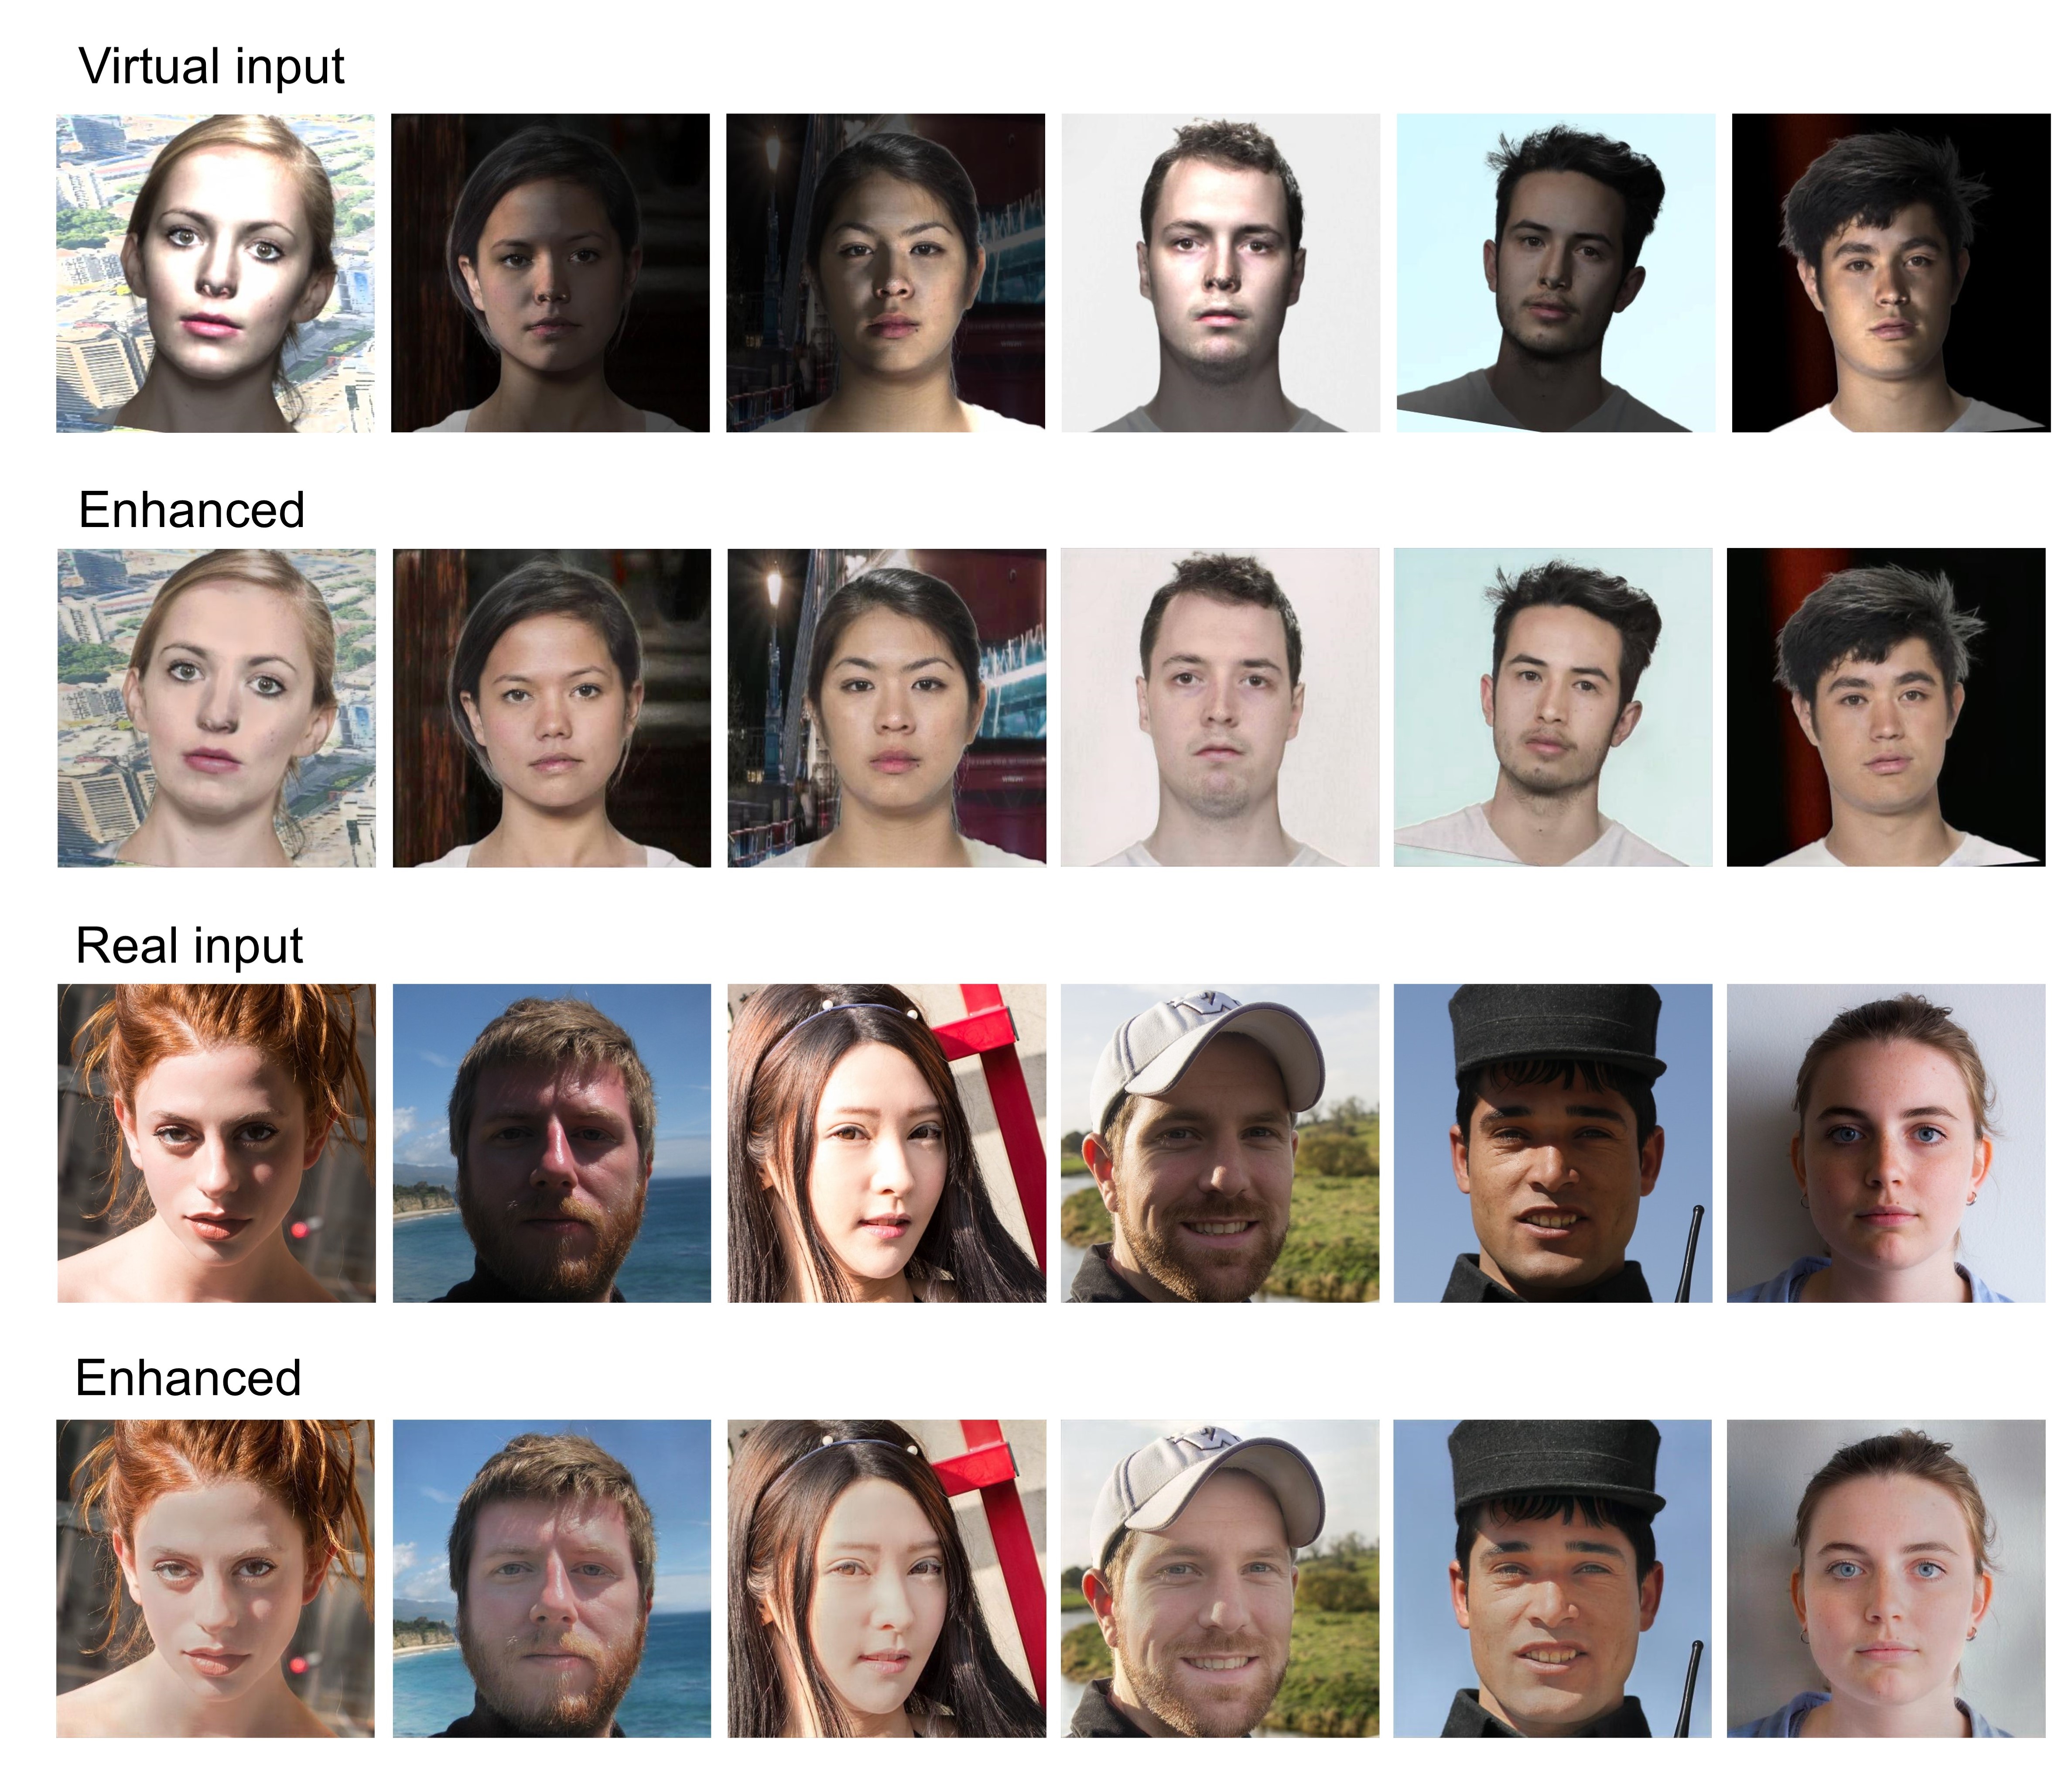 Virtual input
Enhanced
Real input
Enhanced